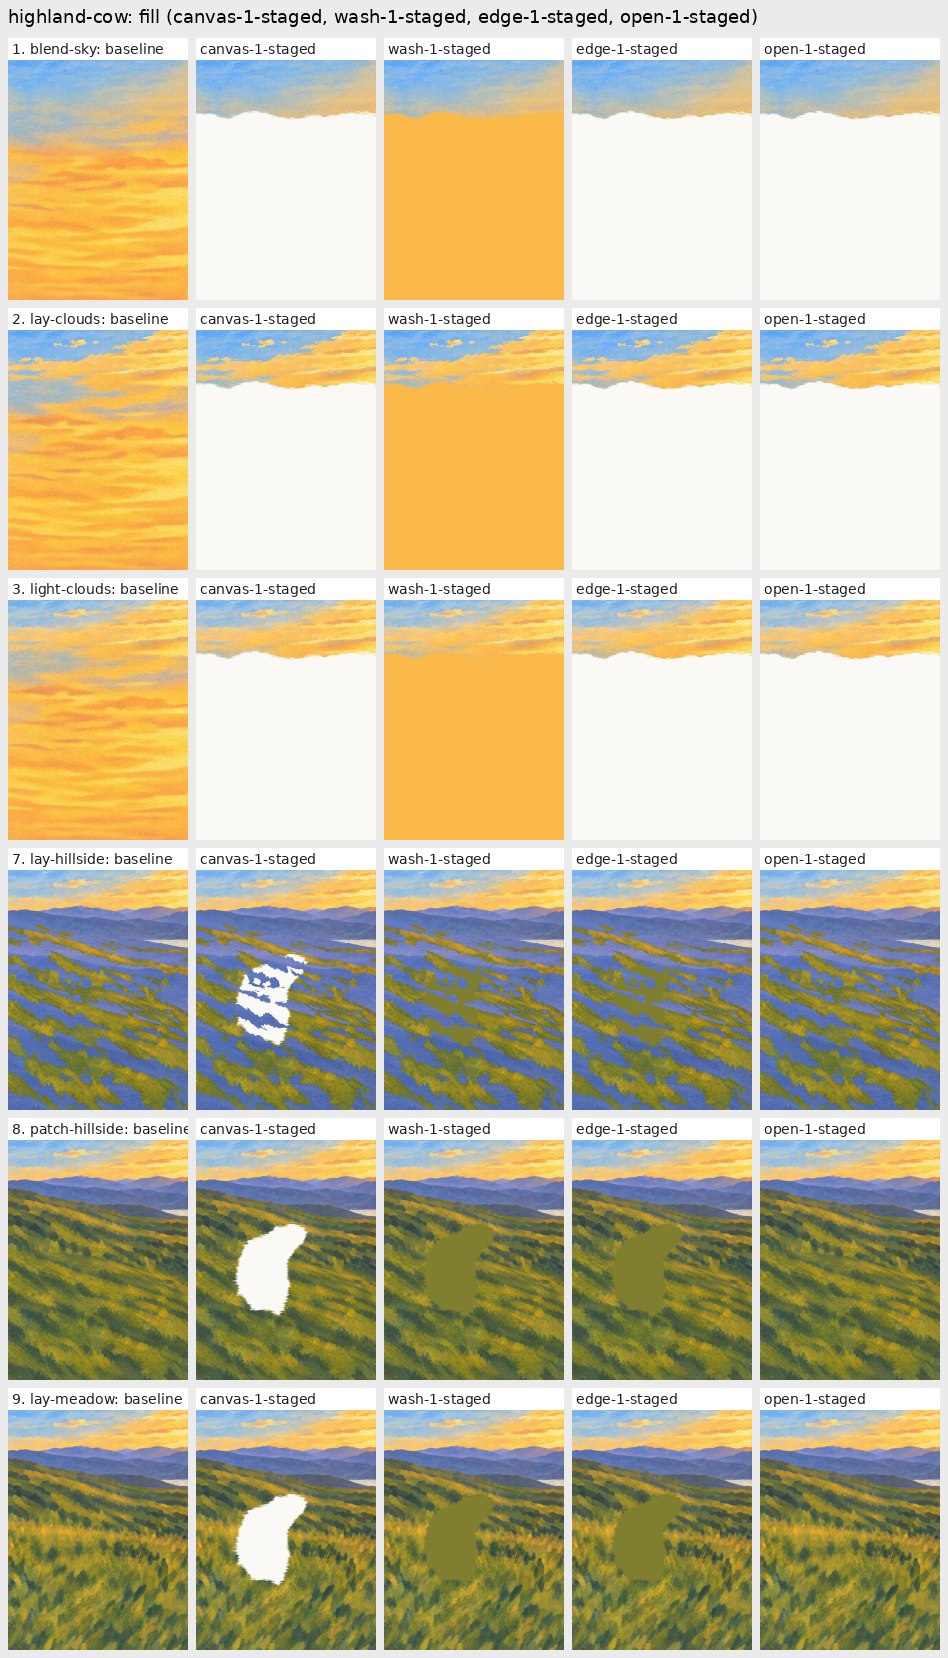 highland-cow: fill (canvas-1-staged, wash-1-staged, edge-1-staged, open-1-staged)
1. blend-sky: baseline canvas-1-staged wash-1-staged edge-1-staged open-1-staged
2. lay-clouds: baseline canvas-1-staged wash-1-staged edge-1-staged open-1-staged
3. light-clouds: baseline canvas-1-staged wash-1-staged edge-1-staged open-1-staged
7. lay-hillside: baseline canvas-1-staged wash-1-staged edge-1-staged open-1-staged
8. patch-hillside: baseline canvas-1-staged wash-1-staged edge-1-staged open-1-staged
9. lay-meadow: baseline canvas-1-staged wash-1-staged edge-1-staged open-1-staged